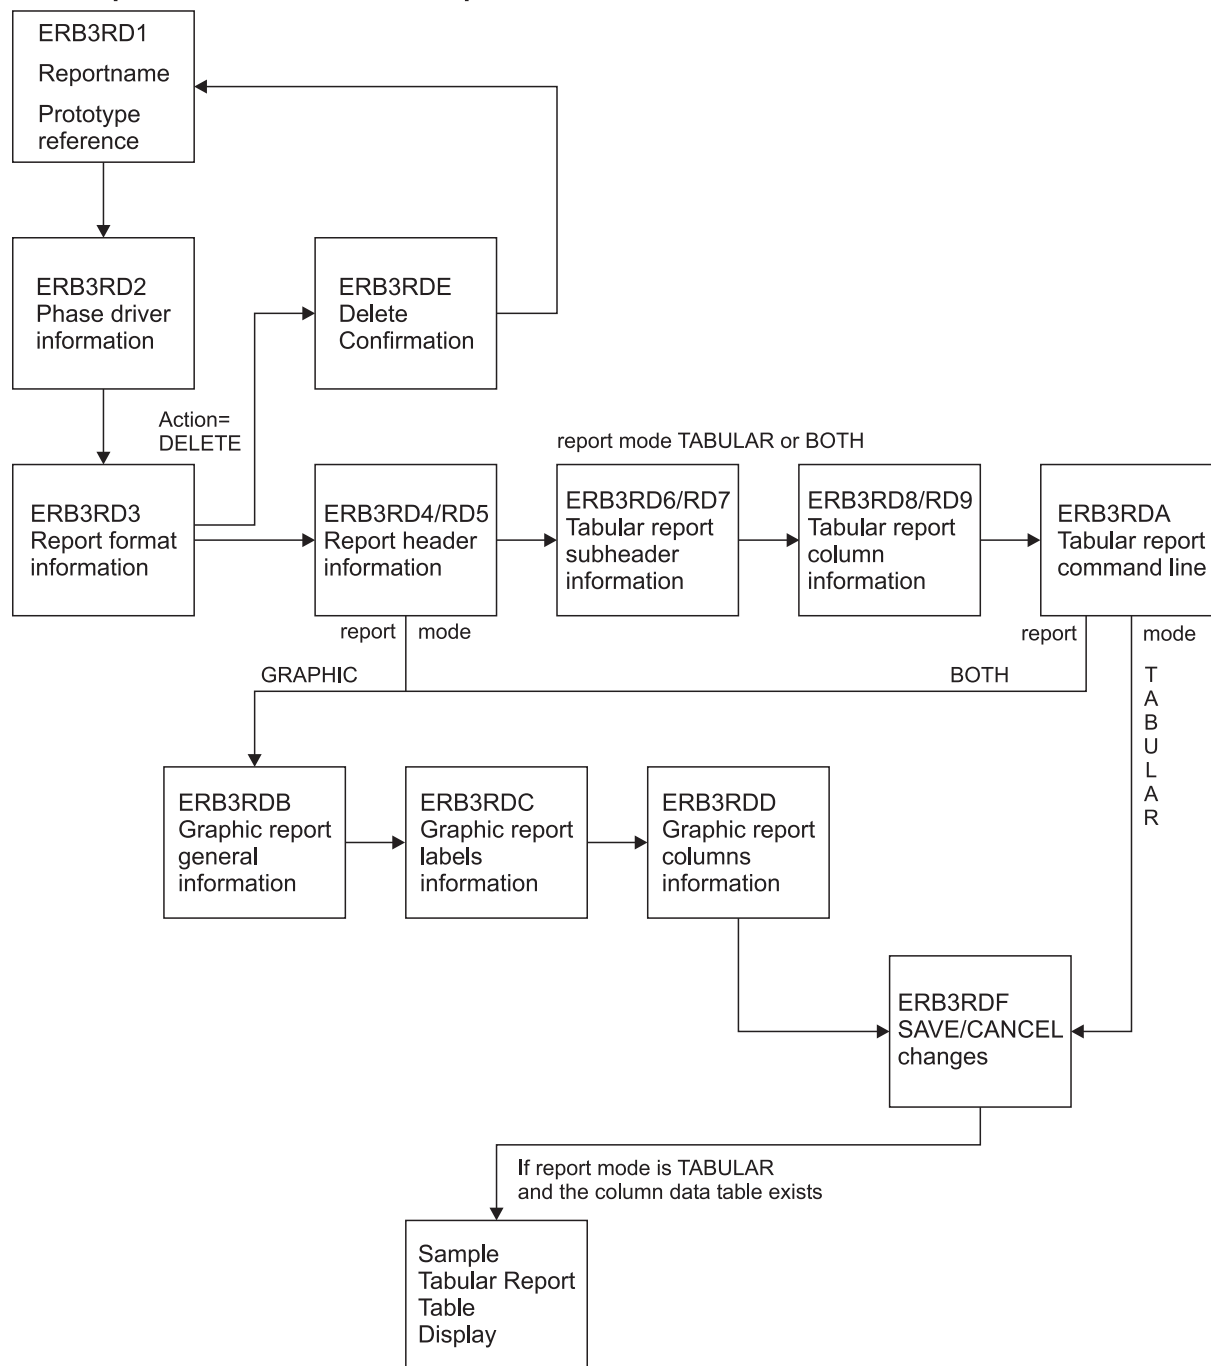 ERB3RD1
Reportname
Prototype
reference
ERB3RD2
Phase driver
information
ERB3RDE
Delete
Confirmation
Action=
DELETE
report mode TABULAR or BOTH
ERB3RD3
Report format
information
ERB3RD4/RD5
Report header
information
ERB3RD6/RD7
Tabular report
subheader
information
ERB3RD8/RD9
Tabular report
column
information
ERB3RDA
Tabular report
command line
report mode
report mode
GRAPHIC
BOTH
T
A
B
U
L
A
R
ERB3RDB
Graphic report
general
information
ERB3RDC
Graphic report
labels
information
ERB3RDD
Graphic report
columns
information
ERB3RDF
SAVE/CANCEL
changes
If report mode is TABULAR
and the column data table exists
Sample
Tabular Report
Table
Display